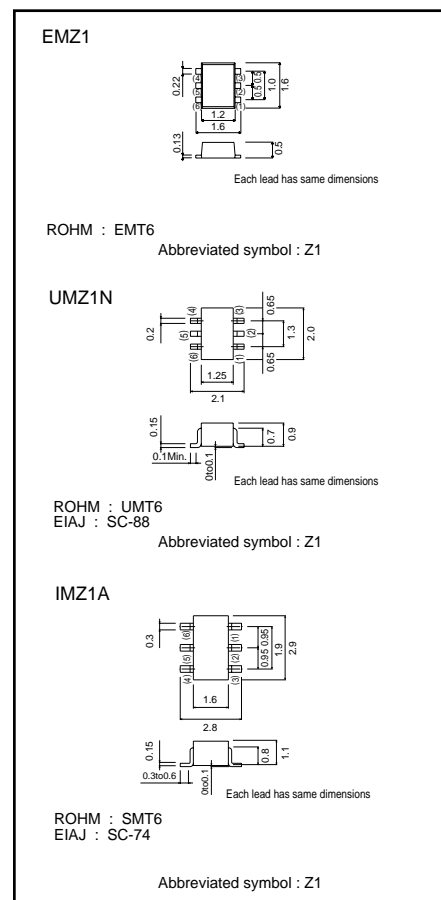 EMZ1
0.22
(4)
(3)
0.5
(5)
(2)
0.5
(6)
(1)
1.0
1.6
1.2
1.6
0.13
0.5
Each lead has same dimensions
ROHM : EMT6
Abbreviated symbol : Z1
UMZ1N
(4)
(3)
0.65
0.2
(5)
(2)
1.3
2.0
(6)
(1)
0.65
1.25
2.1
0.15
0.7
0.9
0.1Min.
0to0.1
Each lead has same dimensions
ROHM : UMT6
EIAJ : SC-88
Abbreviated symbol : Z1
IMZ1A
0.3
(6)
(1)
0.95
(5)
(2)
0.95
1.9
2.9
(4)
(3)
1.6
2.8
0.15
0.8
1.1
0.3to0.6
0to0.1
Each lead has same dimensions
ROHM : SMT6
EIAJ : SC-74
Abbreviated symbol : Z1